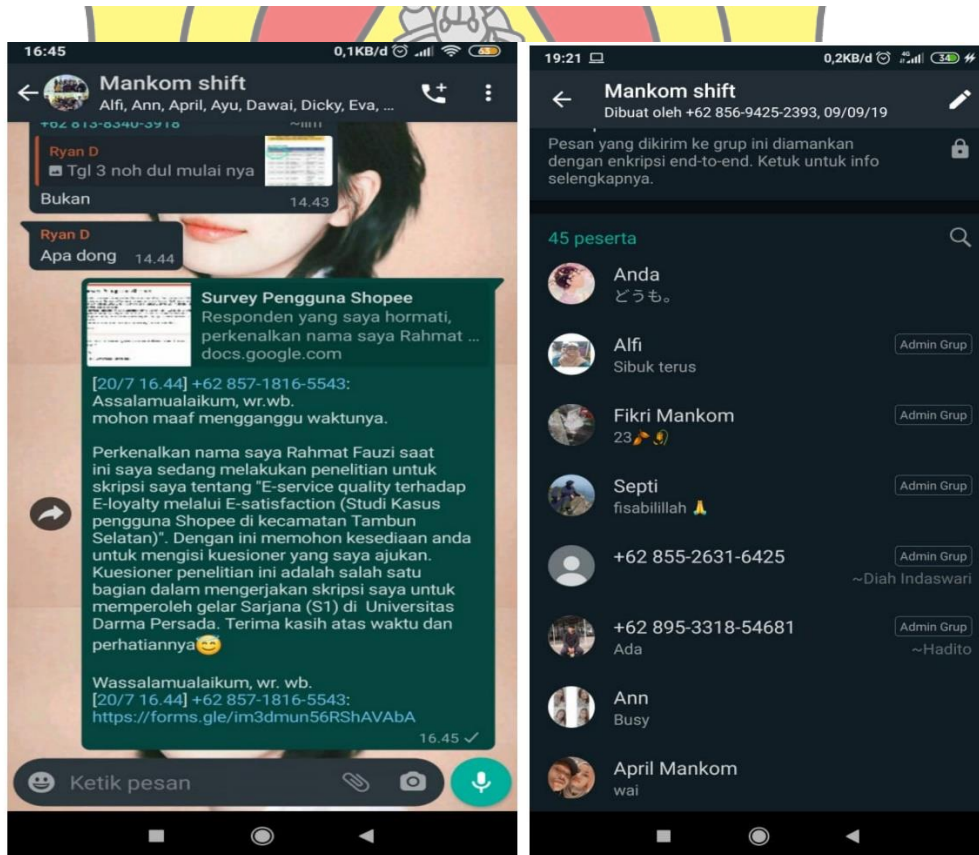 16:45
0,1KB/d
63
Mankom shift
Alfi, Ann, April, Ayu, Dawai, Dicky, Eva, ...
+62 813-8340-3918
Ryan D
Tgl 3 noh dul mulai nya
Bukan
14.43
Ryan D
Apa dong 14.44
Survey Pengguna Shopee
Responden yang saya hormati,
perkenalkan nama saya Rahmat ...
docs.google.com
[20/7 16.44] +62 857-1816-5543:
Assalamualaikum, wr.wb.
mohon maaf mengganggu waktunya.
Perkenalkan nama saya Rahmat Fauzi saat
ini saya sedang melakukan penelitian untuk
skripsi saya tentang "E-service quality terhadap
E-loyalty melalui E-satisfaction (Studi Kasus
pengguna Shopee di kecamatan Tambun
Selatan)". Dengan ini memohon kesediaan anda
untuk mengisi kuesioner yang saya ajukan.
Kuesioner penelitian ini adalah salah satu
bagian dalam mengerjakan skripsi saya untuk
memperoleh gelar Sarjana (S1) di Universitas
Darma Persada. Terima kasih atas waktu dan
perhatiannya😇
Wassalamualaikum, wr. wb.
[20/7 16.44] +62 857-1816-5543:
https://forms.gle/im3dmun56RShAVAbA
16.45
Ketik pesan
19:21
0,2KB/d
4G
34
Mankom shift
Dibuat oleh +62 856-9425-2393, 09/09/19
Pesan yang dikirim ke grup ini diamankan
dengan enkripsi end-to-end. Ketuk untuk info
selengkapnya.
45 peserta
Anda
どうも。
Alfi
Admin Grup
Sibuk terus
Fikri Mankom
Admin Grup
23
Septi
Admin Grup
fisabilillah 🙏
+62 855-2631-6425
Admin Grup
~Diah Indaswari
+62 895-3318-54681
Admin Grup
Ada
~Hadito
Ann
Busy
April Mankom
wai